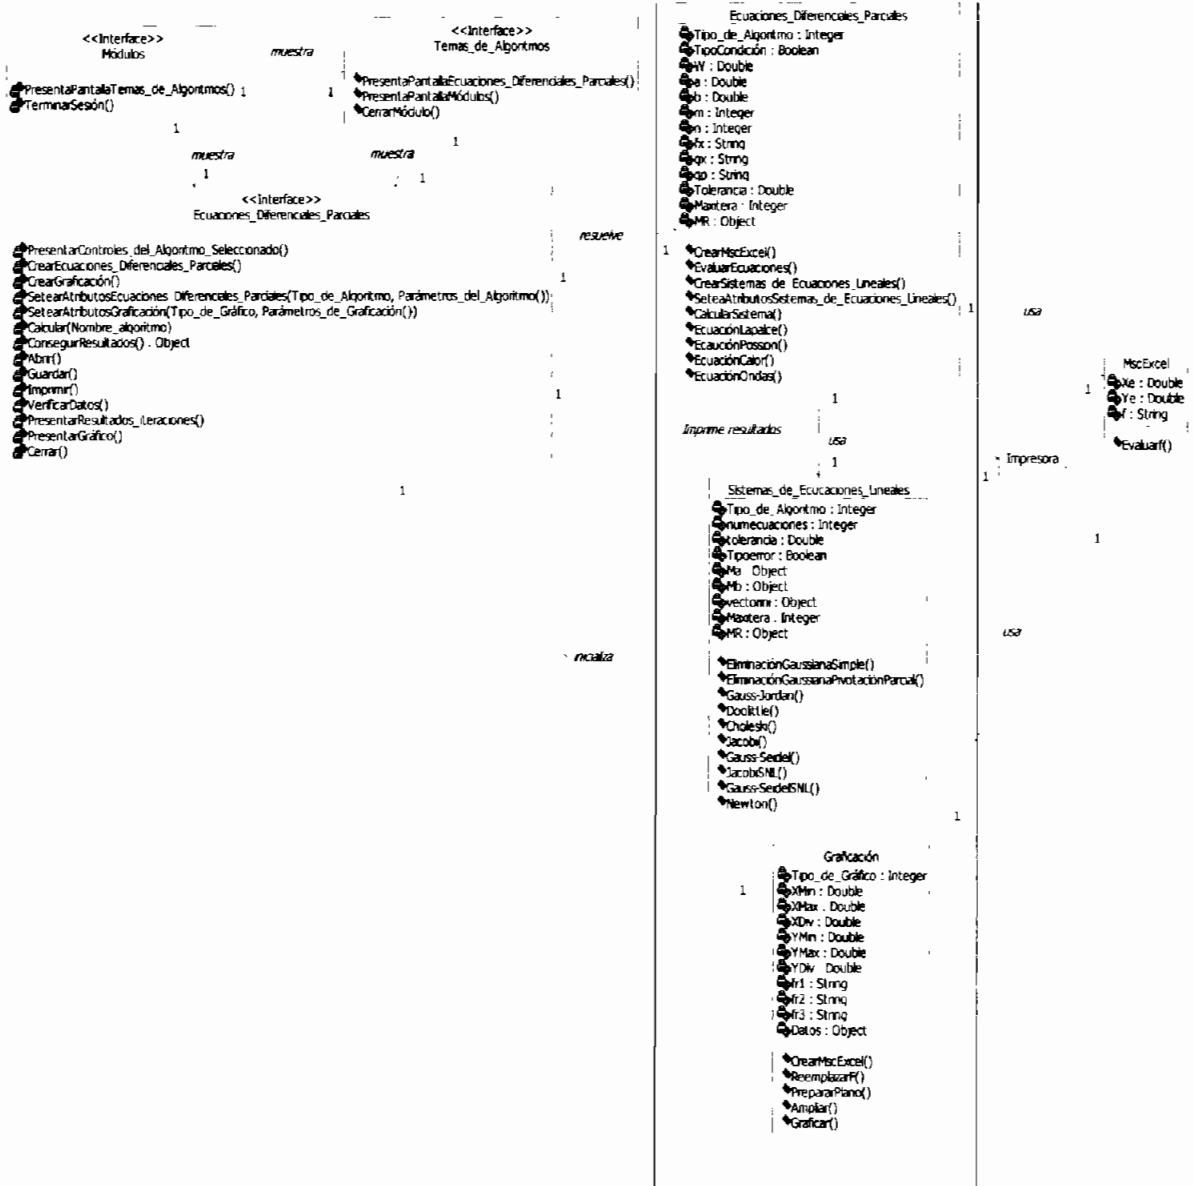 <<Interface>>
Módulos
PresentaPantallaTemas_de_Algoritmos()
TerminarSesión()
muestra
1
1
<<Interface>>
Temas_de_Algoritmos
PresentaPantallaEcuaciones_Diferenciales_Parciales()
PresentaPantallaMódulos()
CerrarMódulo()
1
1
muestra
muestra
1
1
<<Interface>>
Ecuaciones_Diferenciales_Parciales
PresentarControles_del_Algoritmo_Seleccionado()
CrearEcuaciones_Diferenciales_Parciales()
CrearGraficación()
SetearAtributosEcuaciones_Diferenciales_Parciales(Tipo_de_Algoritmo, Parámetros_del_Algoritmo())
SetearAtributosGraficación(Tipo_de_Gráfico, Parámetros_de_Graficación())
Calcular(Nombre_algoritmo)
ConseguirResultados() : Object
Abrir()
Guardar()
Imprimir()
VerificarDatos()
PresentarResultados_iteraciones()
PresentarGráfico()
Cerrar()
1
1
1
resuelve
1
Ecuaciones_Diferenciales_Parciales
Tipo_de_Algoritmo : Integer
TipoCondición : Boolean
a : Double
b : Double
m : Integer
n : Integer
fx : String
gx : String
gp : String
Tolerancia : Double
Maxitera : Integer
MR : Object
CrearMscExcel()
EvaluarEcuaciones()
CrearSistemas_de_Ecuaciones_Lineales()
SeteaAtributosSistemas_de_Ecuaciones_Lineales()
CalcularSistema()
EcuaciónLapalce()
EcauciónPoisson()
EcuaciónCalor()
EcuaciónOndas()
1
usa
1
MscExcel
Xe : Double
Ye : Double
f : String
Evaluarf()
1
1
Imprime resultados
usa
1
Impresora
1
Sistemas_de_Ecucaciones_Lineales
Tipo_de_Algoritmo : Integer
numecuaciones : Integer
tolerancia : Double
Tipoerror : Boolean
Ma : Object
Mb : Object
vectorini : Object
Maxitera : Integer
MR : Object
EliminaciónGaussianaSimple()
EliminaciónGaussianaPivotaciónParcial()
Gauss-Jordan()
Doolittle()
Choleski()
Jacobi()
Gauss-Seidel()
JacobiSNL()
Gauss-SeidelSNL()
Newton()
usa
inicializa
1
1
Graficación
Tipo_de_Gráfico : Integer
XMin : Double
XMax : Double
XDiv : Double
YMin : Double
YMax : Double
YDiv : Double
fr1 : String
fr2 : String
fr3 : String
Datos : Object
CrearMscExcel()
ReemplazarF()
PrepararPlano()
Ampliar()
Graficar()